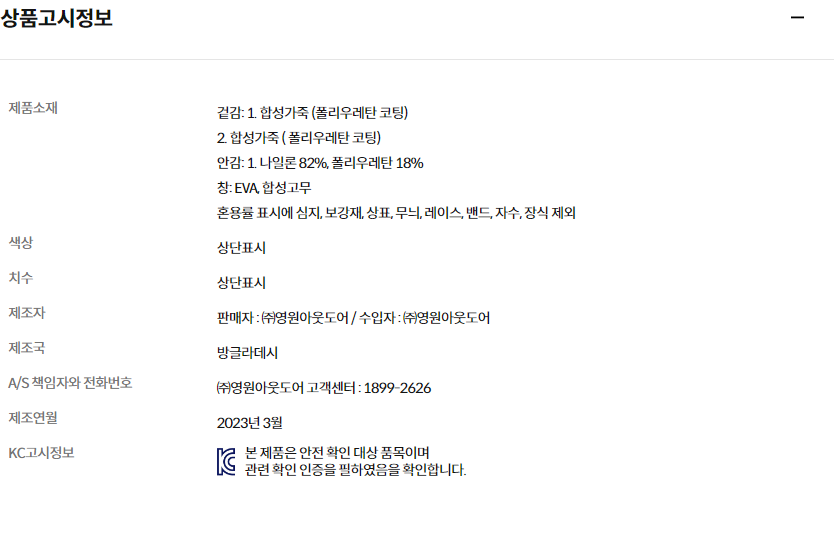 상품고시정보
제품소재
겉감: 1. 합성가죽 (폴리우레탄 코팅)
2. 합성가죽 ( 폴리우레탄 코팅)
안감: 1. 나일론 82%, 폴리우레탄 18%
창: EVA, 합성고무
혼용률 표시에 심지, 보강재, 상표, 무늬, 레이스, 밴드, 자수, 장식 제외
색상
상단표시
치수
상단표시
제조자
판매자 : ㈜영원아웃도어 / 수입자 : ㈜영원아웃도어
제조국
방글라데시
A/S 책임자와 전화번호
㈜영원아웃도어 고객센터 : 1899-2626
제조연월
2023년 3월
KC고시정보
KC
본 제품은 안전 확인 대상 품목이며
관련 확인 인증을 필하였음을 확인합니다.